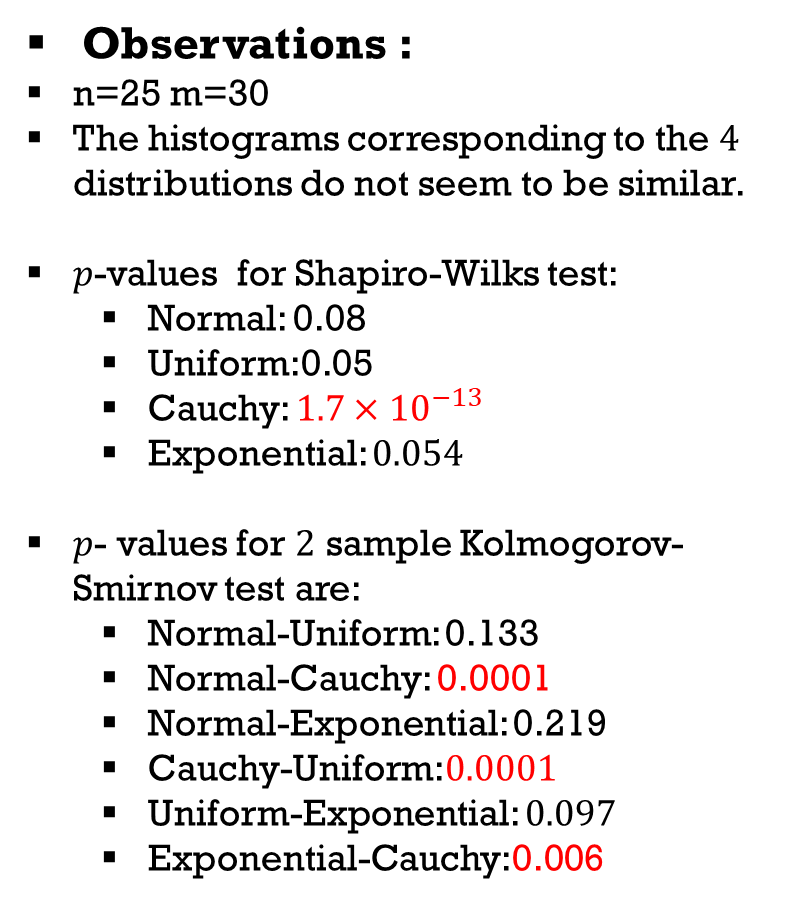 Observations :
n=25 m=30
The histograms corresponding to the 4
distributions do not seem to be similar.
p-values for Shapiro-Wilks test:
Normal: 0.08
Uniform:0.05
Cauchy: 1.7 × 10⁻¹³
Exponential: 0.054
p- values for 2 sample Kolmogorov-
Smirnov test are:
Normal-Uniform: 0.133
Normal-Cauchy: 0.0001
Normal-Exponential: 0.219
Cauchy-Uniform:0.0001
Uniform-Exponential: 0.097
Exponential-Cauchy:0.006